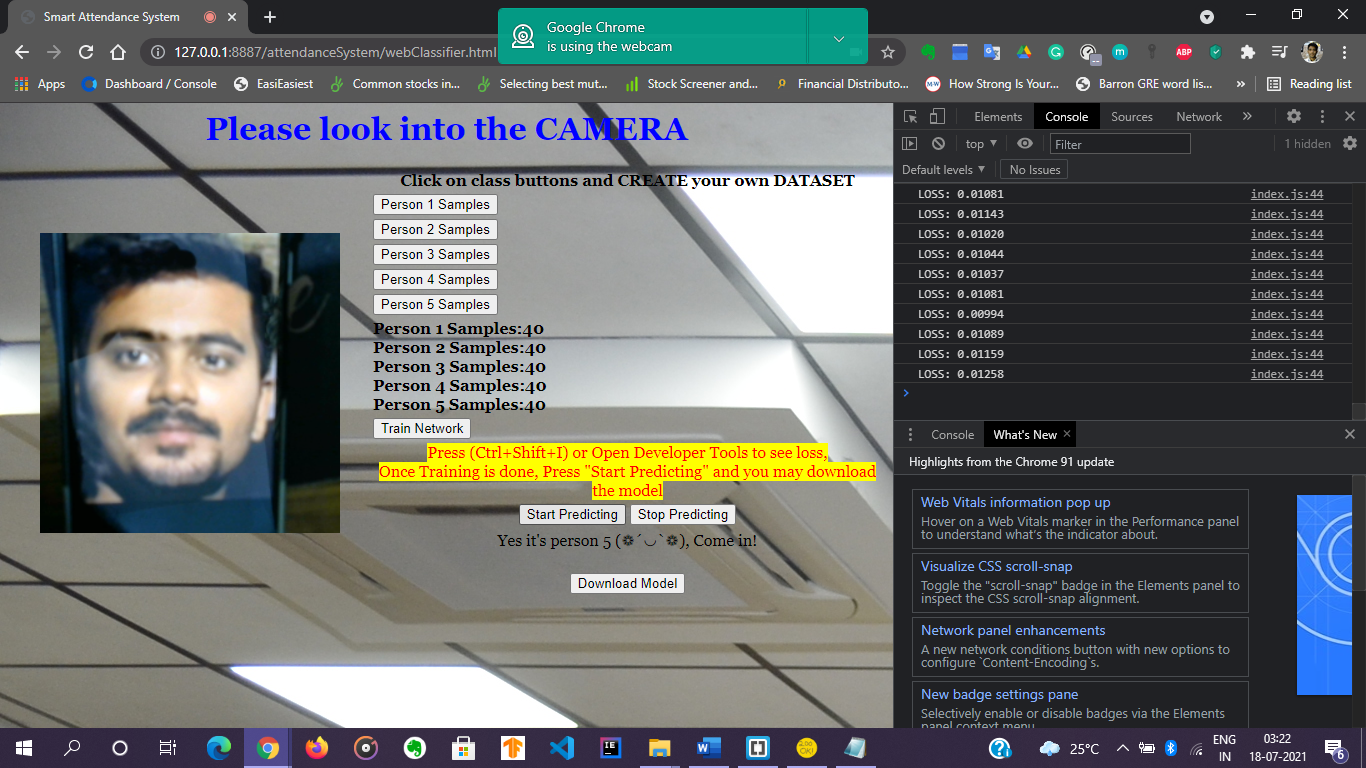 Smart Attendance System
Google Chrome
is using the webcam
127.0.0.1:8887/attendanceSystem/webClassifier.html
ABP
Apps
Dashboard / Console
EasiEasiest
Common stocks in...
Selecting best mut...
Stock Screener and...
Financial Distributo...
How Strong Is Your...
Barron GRE word lis...
»
Reading list
Please look into the CAMERA
Click on class buttons and CREATE your own DATASET
Person 1 Samples
Person 2 Samples
Person 3 Samples
Person 4 Samples
Person 5 Samples
Person 1 Samples:40
Person 2 Samples:40
Person 3 Samples:40
Person 4 Samples:40
Person 5 Samples:40
Train Network
Press (Ctrl+Shift+I) or Open Developer Tools to see loss,
Once Training is done, Press "Start Predicting" and you may download
the model
Start Predicting Stop Predicting
Yes it's person 5 (❁´◡`❁), Come in!
Download Model
Elements Console Sources Network »
top ▼ Filter 1 hidden
Default levels ▼ No Issues
LOSS: 0.01081 index.js:44
LOSS: 0.01143 index.js:44
LOSS: 0.01020 index.js:44
LOSS: 0.01044 index.js:44
LOSS: 0.01037 index.js:44
LOSS: 0.01081 index.js:44
LOSS: 0.00994 index.js:44
LOSS: 0.01089 index.js:44
LOSS: 0.01159 index.js:44
LOSS: 0.01258 index.js:44
Console What's New ×
Highlights from the Chrome 91 update
Web Vitals information pop up
Hover on a Web Vitals marker in the Performance panel
to understand what's the indicator about.
Visualize CSS scroll-snap
Toggle the "scroll-snap" badge in the Elements panel to
inspect the CSS scroll-snap alignment.
Network panel enhancements
A new network conditions button with new options to
configure `Content-Encoding`s.
New badge settings pane
Selectively enable or disable badges via the Elements
panel context menu.
25°C
ENG
IN
03:22
18-07-2021
6